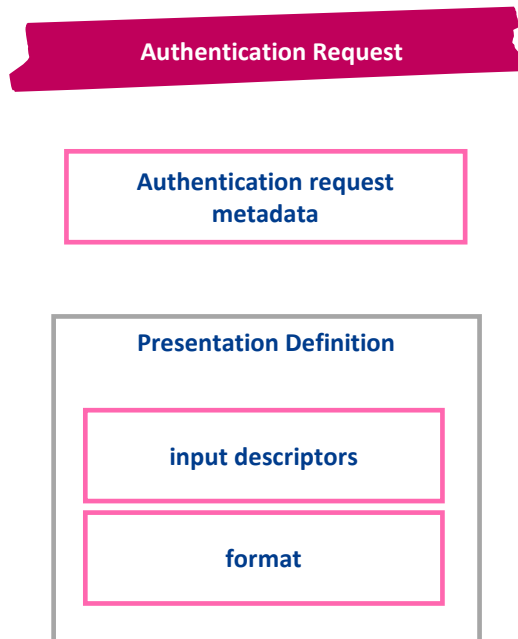 Authentication Request
Authentication request
metadata
Presentation Definition
input descriptors
format